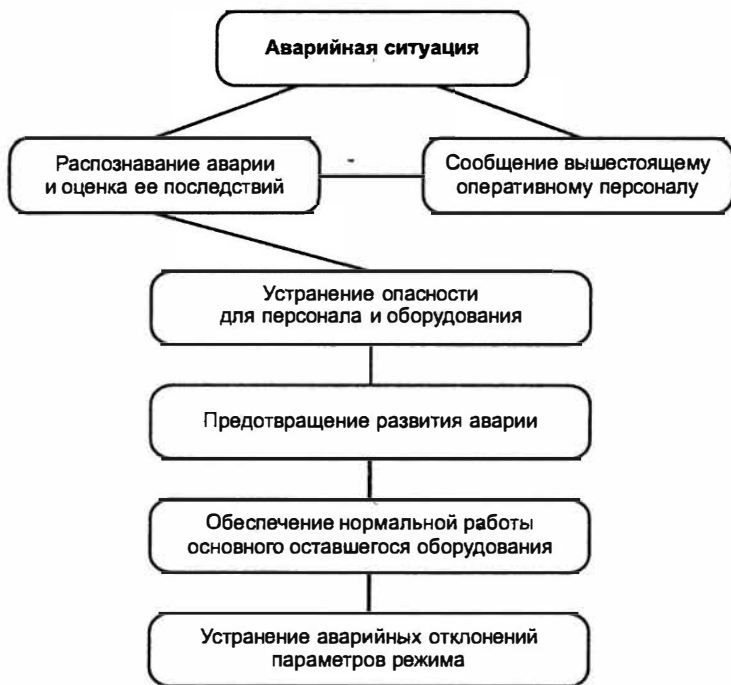 Аварийная ситуация
Распознавание аварии
и оценка ее последствий
Сообщение вышестоящему
оперативному персоналу
Устранение опасности
для персонала и оборудования
Предотвращение развития аварии
Обеспечение нормальной работы
основного оставшегося оборудования
Устранение аварийных отклонений
параметров режима